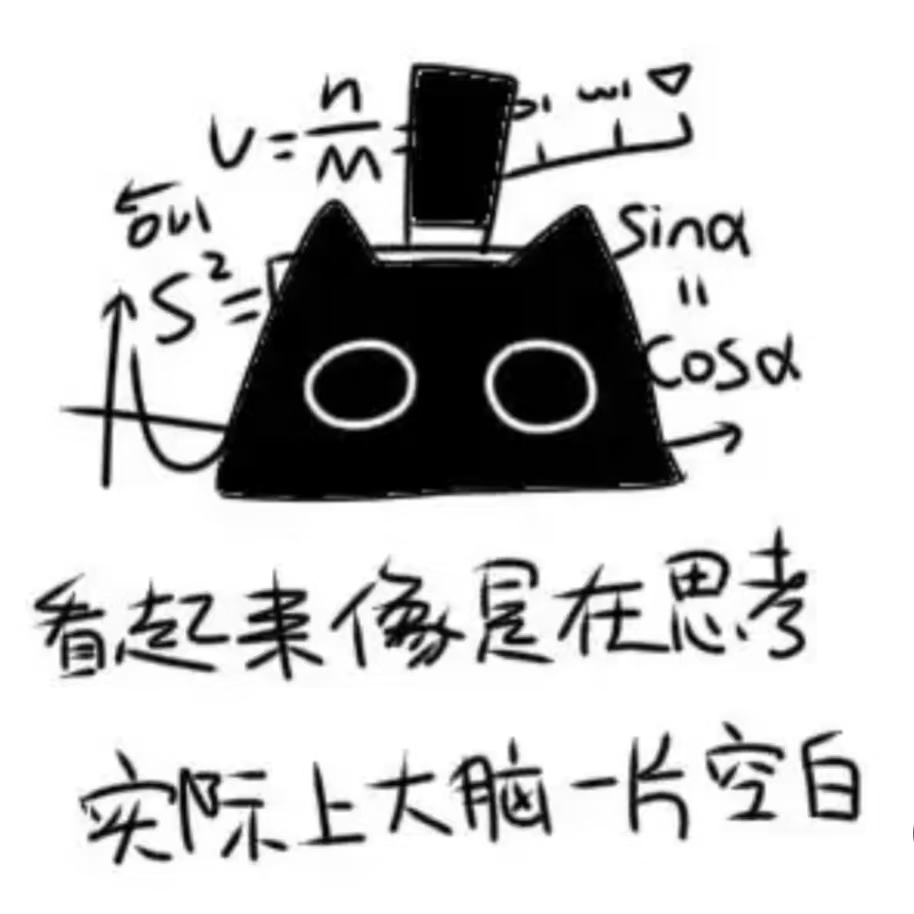 V = n/M =
S² =
sinα
=
cosα
看起来像是在思考
实际上大脑一片空白